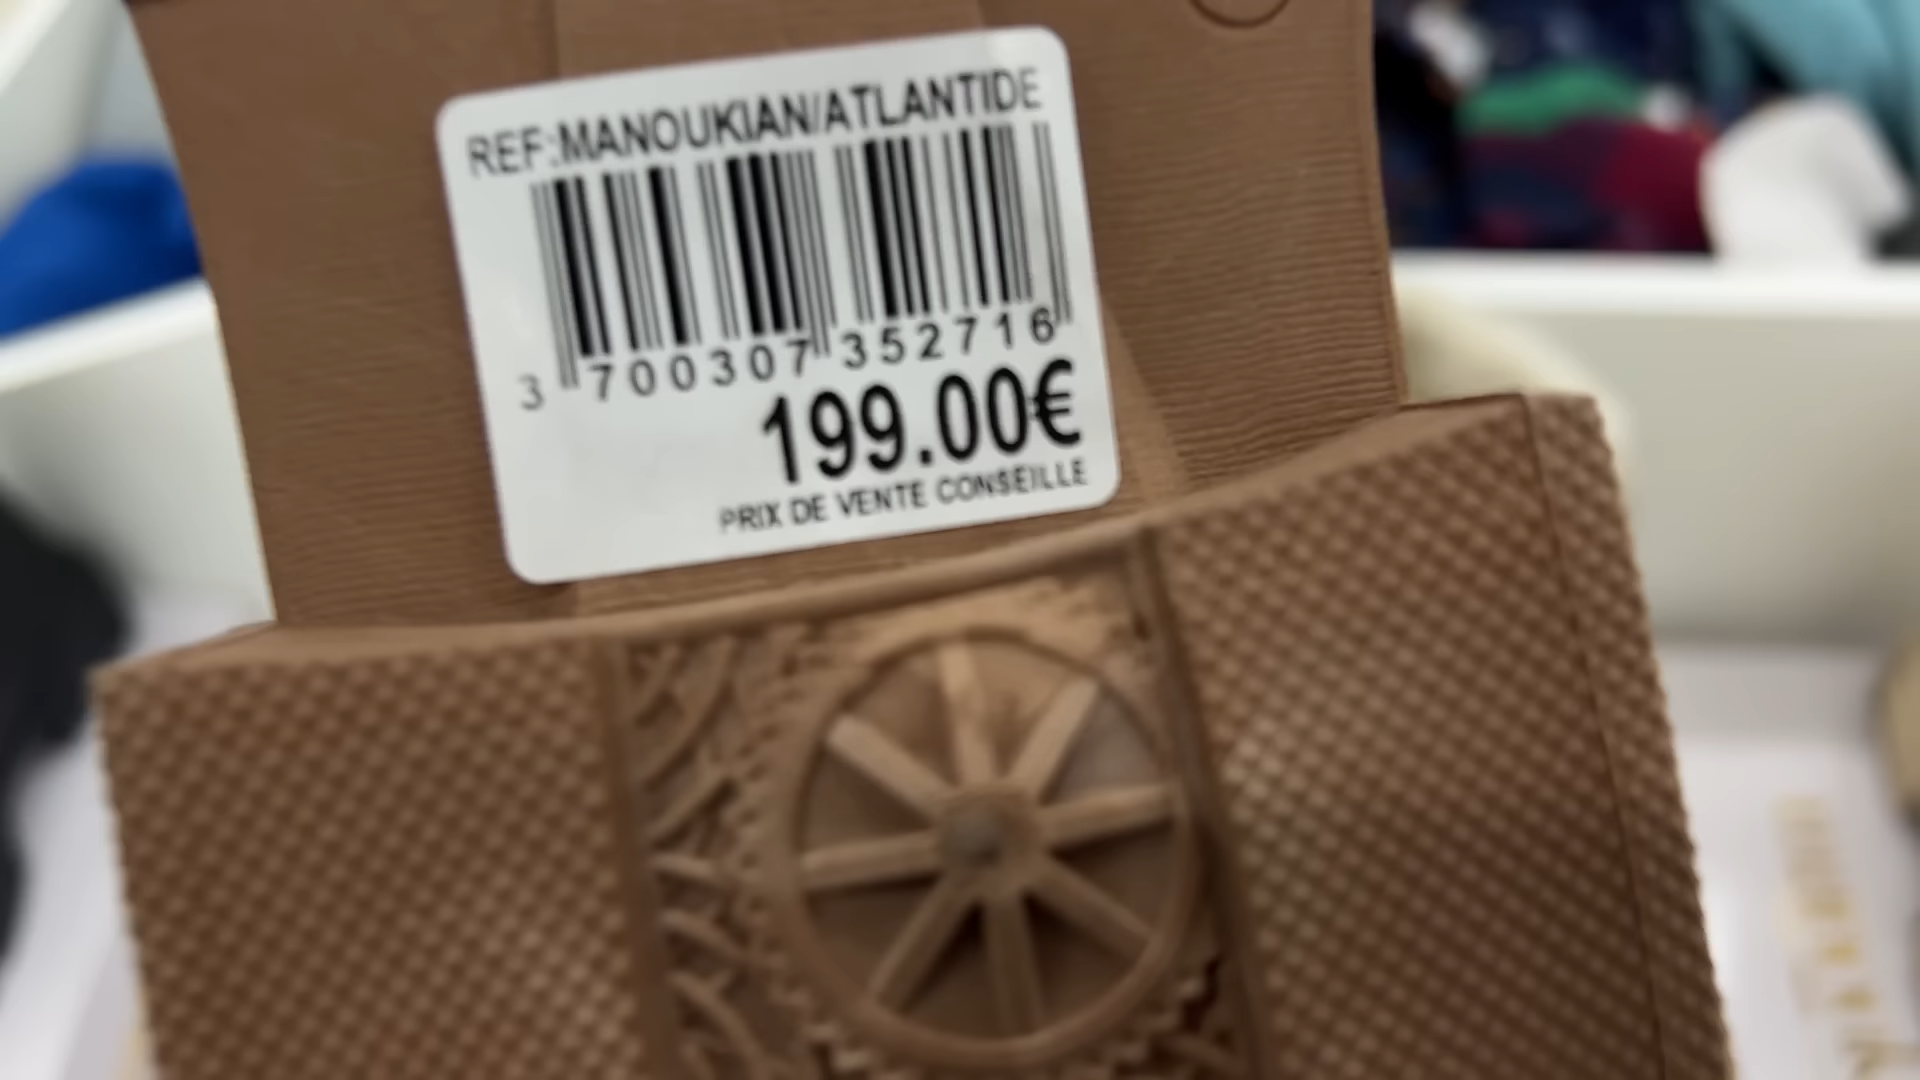 REF:MANOUKIAN/ATLANTIDE
3 700307 352716
199.00€
PRIX DE VENTE CONSEILLE